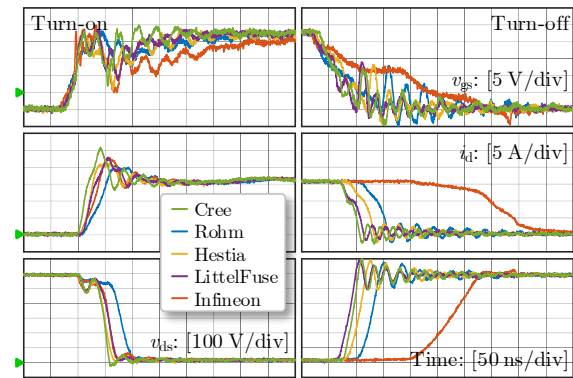 Turn-on
Turn-off
vgs: [5 V/div]
id: [5 A/div]
Cree
Rohm
Hestia
LittelFuse
Infineon
vds: [100 V/div]
Time: [50 ns/div]